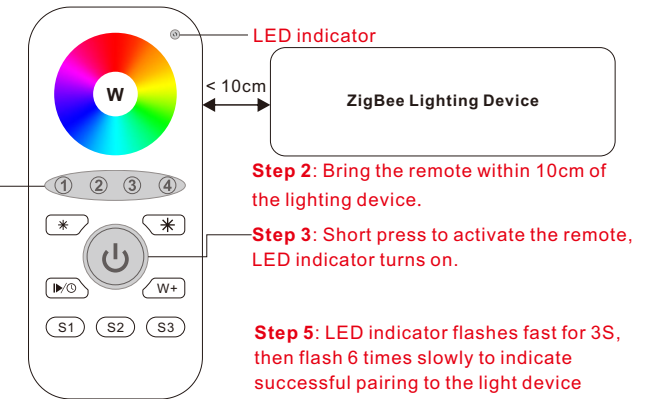 LED indicator
W
< 10cm
ZigBee Lighting Device
1 2 3 4
Step 2: Bring the remote within 10cm of
the lighting device.
Step 3: Short press to activate the remote,
LED indicator turns on.
W+
S1 S2 S3
Step 5: LED indicator flashes fast for 3S,
then flash 6 times slowly to indicate
successful pairing to the light device